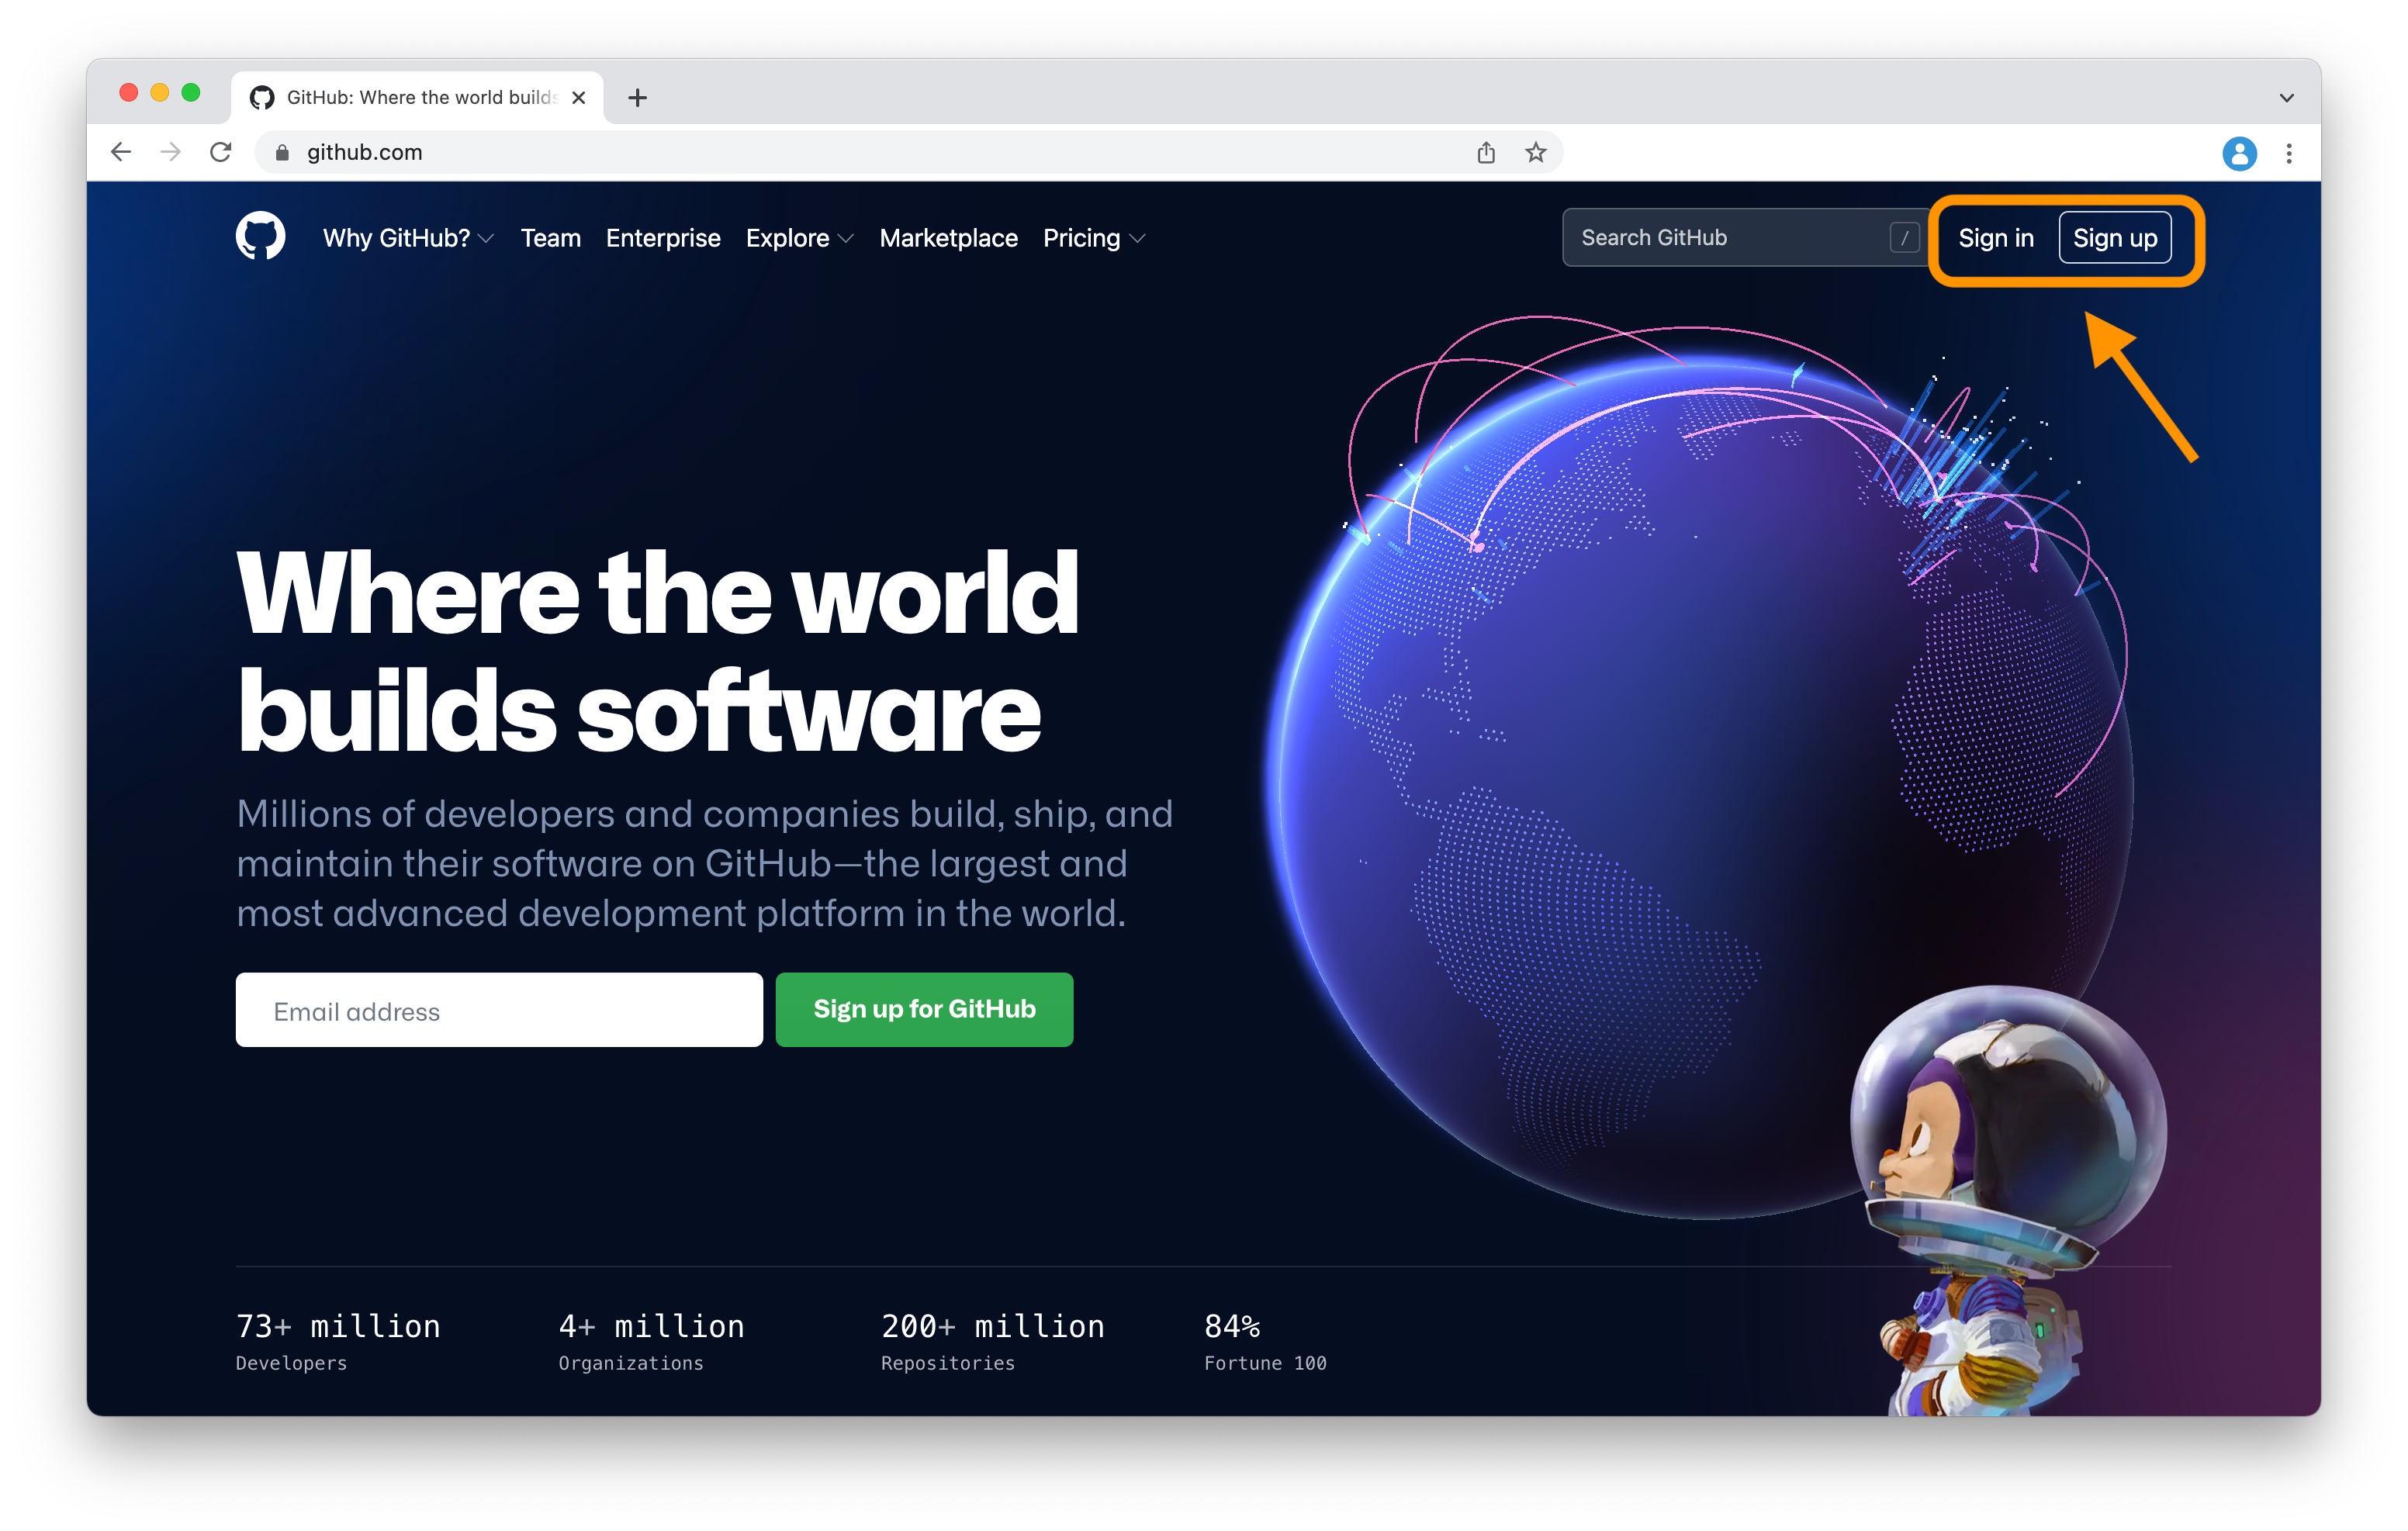 GitHub: Where the world builds
github.com
Why GitHub? Team Enterprise Explore Marketplace Pricing Search GitHub / Sign in Sign up
Where the world
builds software
Millions of developers and companies build, ship, and
maintain their software on GitHub—the largest and
most advanced development platform in the world.
Email address Sign up for GitHub
73+ million 4+ million 200+ million 84%
Developers Organizations Repositories Fortune 100